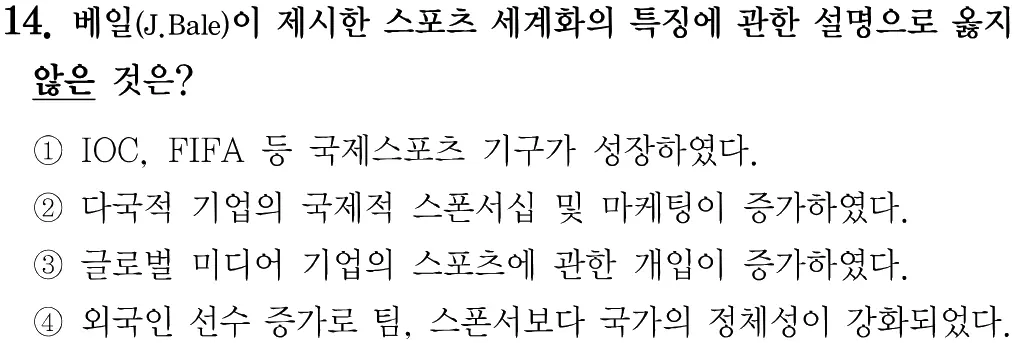 14. 베일(J.Bale)이 제시한 스포츠 세계화의 특징에 관한 설명으로 옳지
않은 것은?
① IOC, FIFA 등 국제스포츠 기구가 성장하였다.
② 다국적 기업의 국제적 스폰서십 및 마케팅이 증가하였다.
③ 글로벌 미디어 기업의 스포츠에 관한 개입이 증가하였다.
④ 외국인 선수 증가로 팀, 스폰서보다 국가의 정체성이 강화되었다.